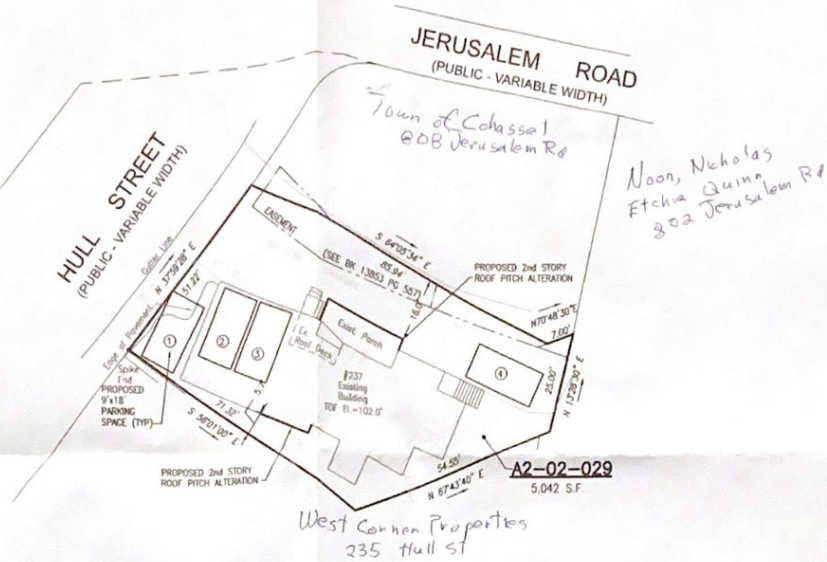 JERUSALEM ROAD
(PUBLIC - VARIABLE WIDTH)
Town of Cohasset
808 Jerusalem Rd
Noon, Nicholas
Etchie Quinn
802 Jerusalem Rd
HULL STREET
(PUBLIC - VARIABLE WIDTH)
Gutter Line
Edge of Pavement
N 37°59'28" E
51.22'
EASEMENT
(SEE BK 13853 PG 557)
S 64°05'34" E
85.94'
16.0'
PROPOSED 2nd STORY
ROOF PITCH ALTERATION
N70°48'30"E
7.00'
25.00'
N 13°28'30" E
1
2
3
4
Ex.
Roof Deck
Exist. Porch
#237
Existing
Building
TOF El.=102.0'
5.7'
Spike
Fnd
PROPOSED
9'x18'
PARKING
SPACE (TYP)
71.32'
S 56°01'00" E
PROPOSED 2nd STORY
ROOF PITCH ALTERATION
54.55'
N 67°43'40" E
A2-02-029
5,042 S.F.
West Corner Properties
235 Hull St